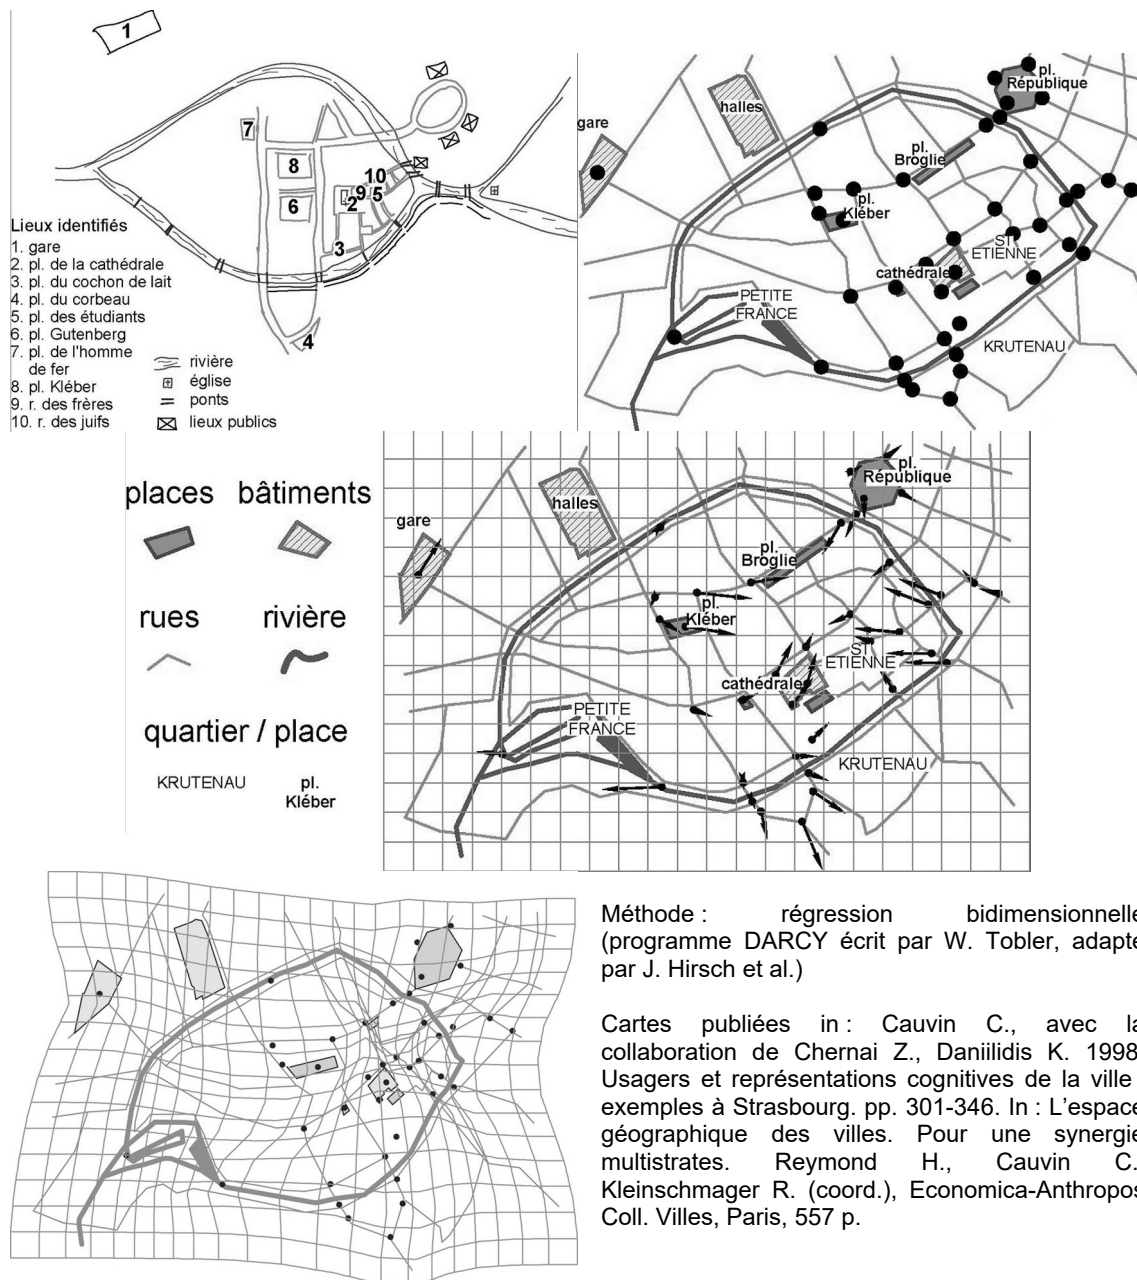 1
7
8
6
10
9
5
2
3
4
Lieux identifiés
1. gare
2. pl. de la cathédrale
3. pl. du cochon de lait
4. pl. du corbeau
5. pl. des étudiants
6. pl. Gutenberg
7. pl. de l'homme
de fer
8. pl. Kléber
9. r. des frères
10. r. des juifs
rivière
église
ponts
lieux publics
pl.
République
halles
gare
pl.
Broglie
pl.
Kléber
ST
ETIENNE
cathédrale
PETITE
FRANCE
KRUTENAU
places bâtiments
rues rivière
quartier / place
KRUTENAU
pl.
Kléber
pl.
République
halles
gare
pl.
Broglie
pl.
Kléber
ST
ETIENNE
cathédrale
PETITE
FRANCE
KRUTENAU
Méthode : régression bidimensionnelle
(programme DARCY écrit par W. Tobler, adapté
par J. Hirsch et al.)
Cartes publiées in : Cauvin C., avec la
collaboration de Chernai Z., Daniilidis K. 1998
Usagers et représentations cognitives de la ville
exemples à Strasbourg. pp. 301-346. In : L'espace
géographique des villes. Pour une synergie
multistrates. Reymond H., Cauvin C.
Kleinschmager R. (coord.), Economica-Anthropos
Coll. Villes, Paris, 557 p.